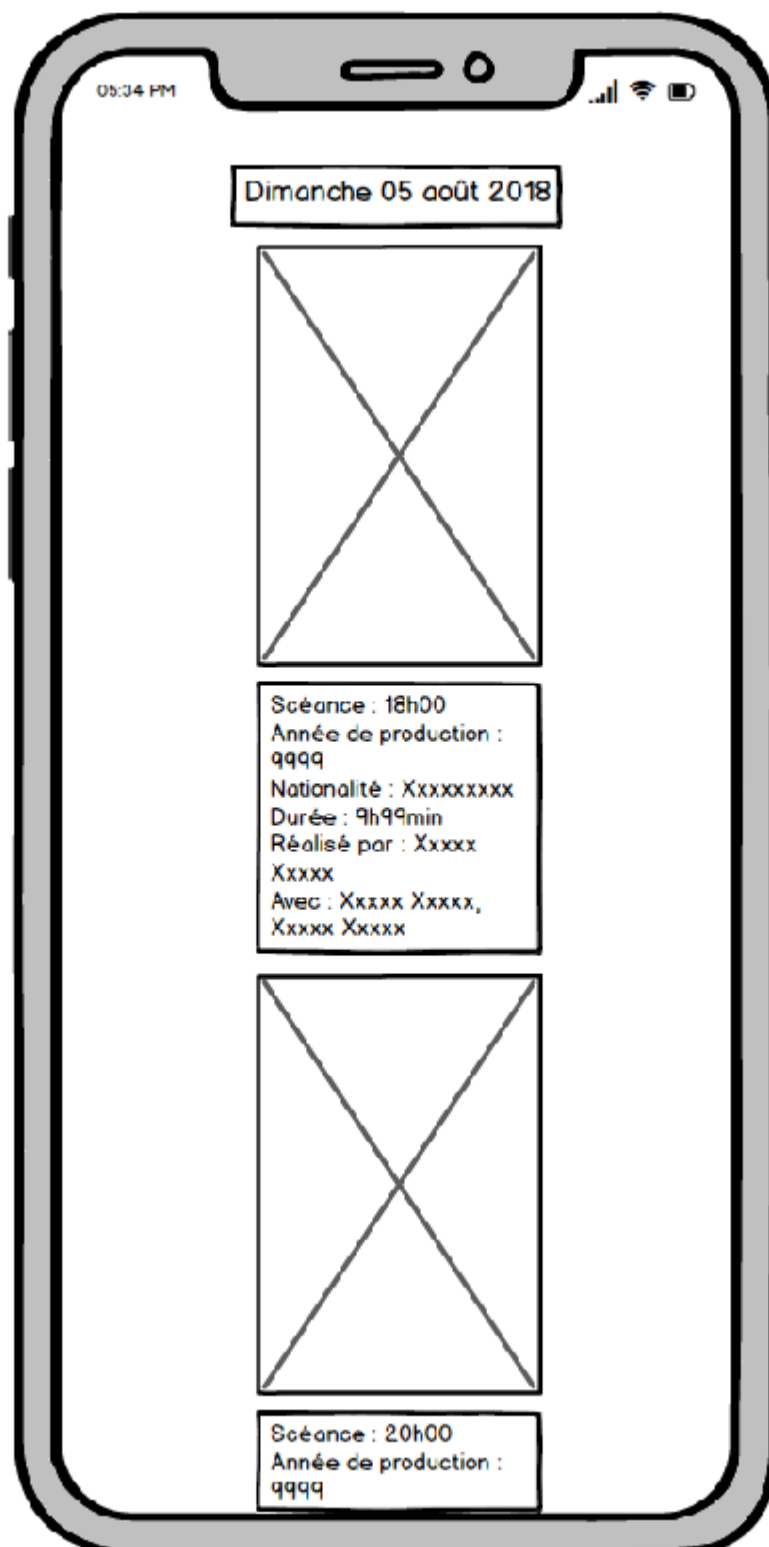 05:34 PM
Dimanche 05 août 2018
Scéance : 18h00
Année de production :
9999
Nationalité : Xxxxxxxxx
Durée : 9h99min
Réalisé par : Xxxxx
Xxxxx
Avec : Xxxxx Xxxxx,
Xxxxx Xxxxx
Scéance : 20h00
Année de production :
9999